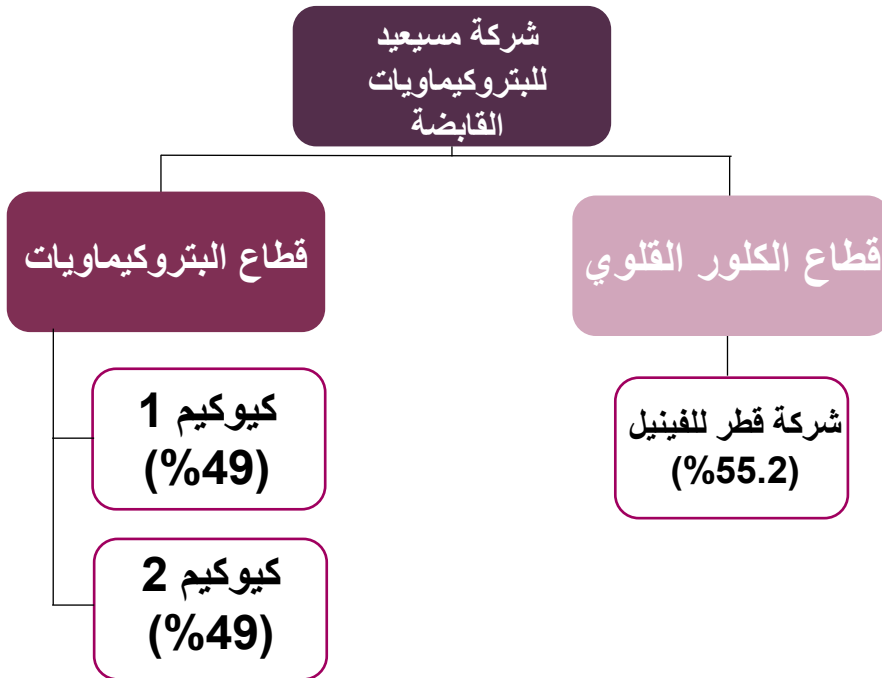 شركة مسيعيد
للبتروكيماويات
القابضة
قطاع الكلور القلوي
قطاع البتروكيماويات
شركة قطر للفينيل
(%55.2)
كيوكيم 1
(%49)
كيوكيم 2
(%49)